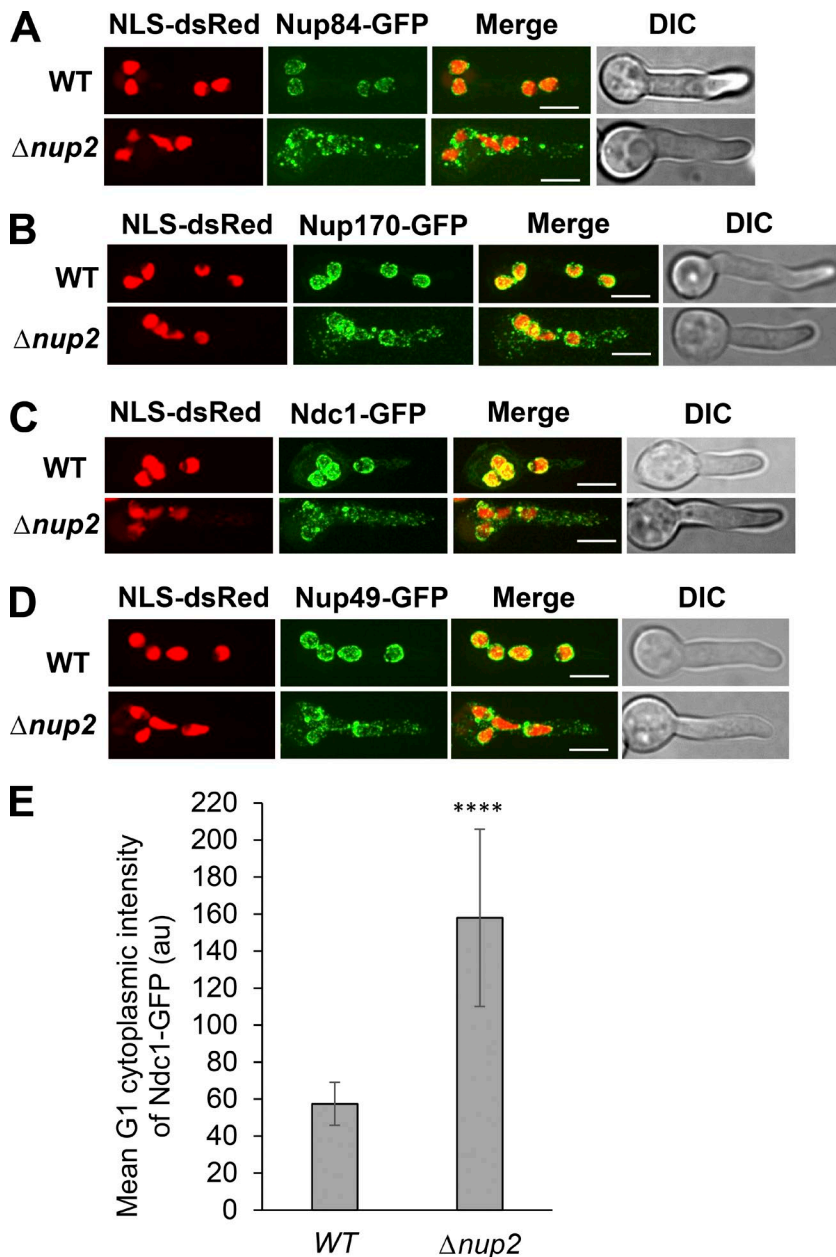 A
NLS-dsRed Nup84-GFP Merge DIC
WT
Δnup2
B
NLS-dsRed Nup170-GFP Merge DIC
WT
Δnup2
C
NLS-dsRed Ndc1-GFP Merge DIC
WT
Δnup2
D
NLS-dsRed Nup49-GFP Merge DIC
WT
Δnup2
E
Mean G1 cytoplasmic intensity
of Ndc1-GFP (au)
220
200
180
160
140
120
100
80
60
40
20
0
****
WT Δnup2